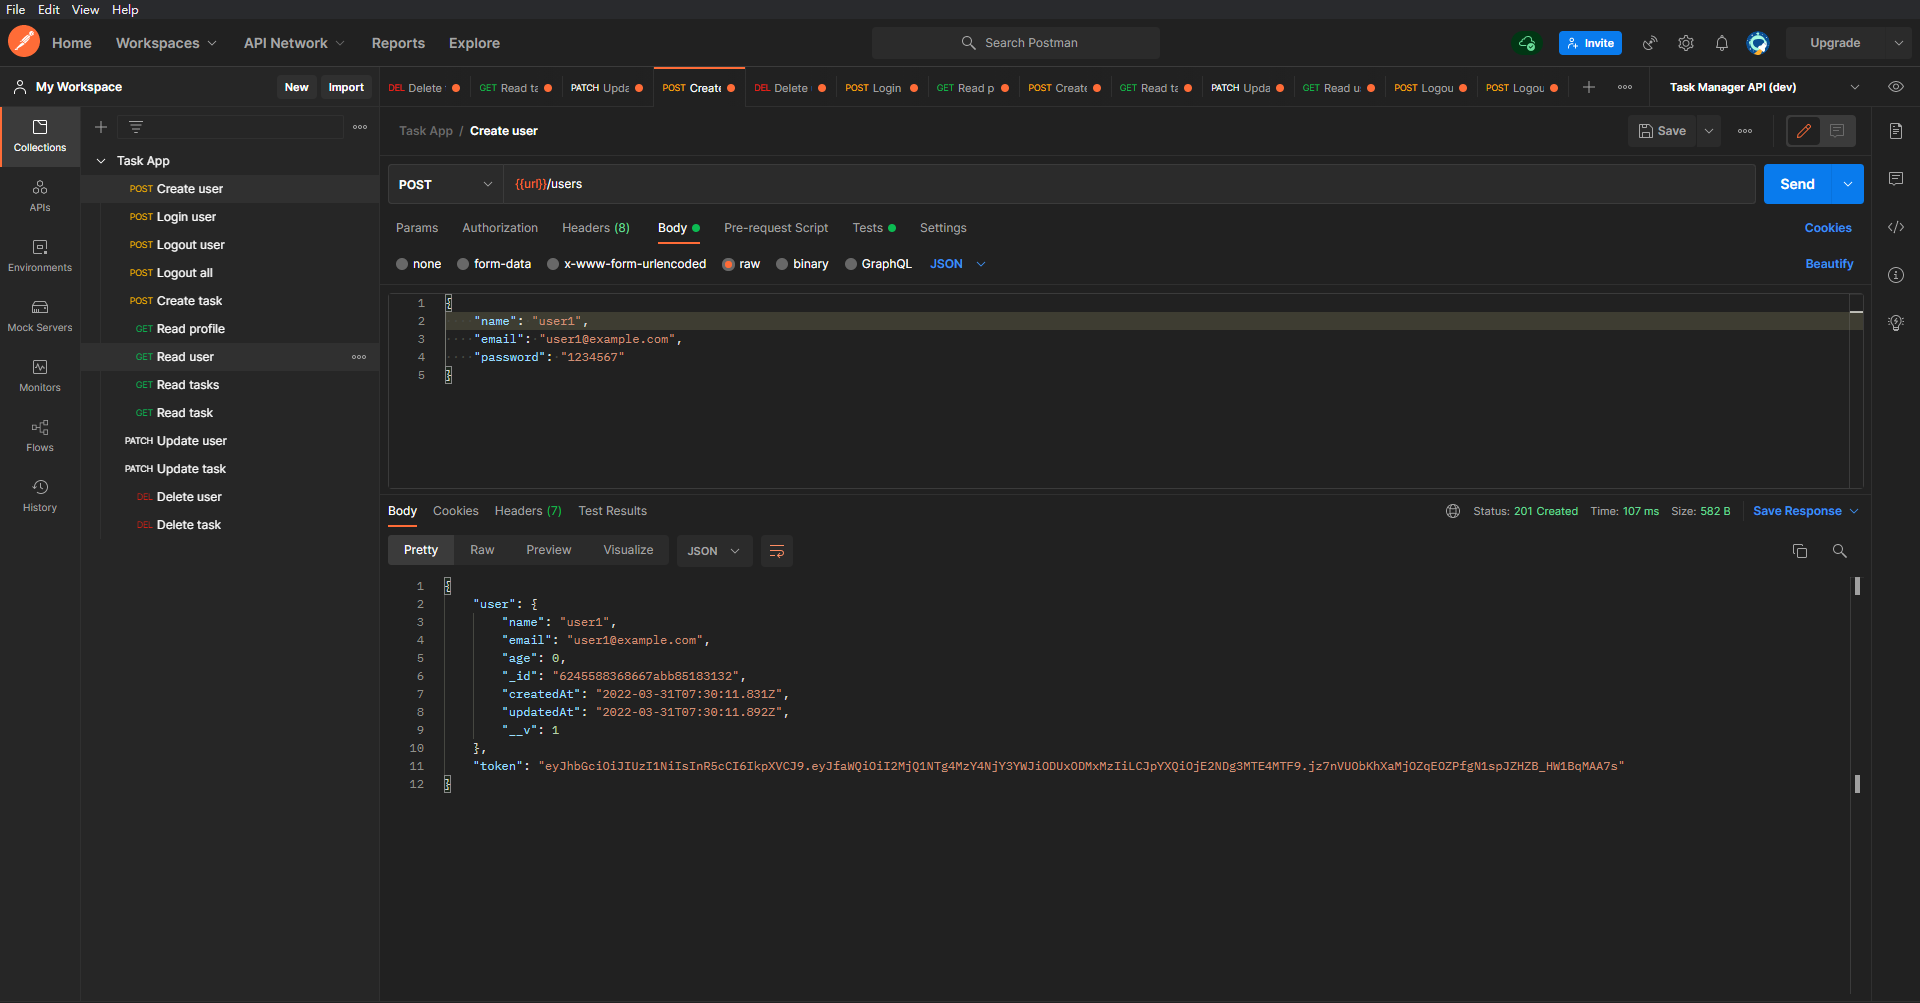 File Edit View Help
Home Workspaces API Network Reports Explore Search Postman Invite Upgrade
My Workspace New Import
DEL Delete GET Read ta PATCH Upda POST Create DEL Delete POST Login GET Read p POST Create GET Read ta PATCH Upda GET Read u POST Logou POST Logou Task Manager API (dev)
Collections
APIs
Environments
Mock Servers
Monitors
Flows
History
Task App
POST Create user
POST Login user
POST Logout user
POST Logout all
POST Create task
GET Read profile
GET Read user
GET Read tasks
GET Read task
PATCH Update user
PATCH Update task
DEL Delete user
DEL Delete task
Task App / Create user Save
POST {{url}}/users Send
Params Authorization Headers (8) Body Pre-request Script Tests Settings Cookies
none form-data x-www-form-urlencoded raw binary GraphQL JSON Beautify
1 {
2 "name": "user1",
3 "email": "user1@example.com",
4 "password": "1234567"
5 }
Body Cookies Headers (7) Test Results Status: 201 Created Time: 107 ms Size: 582 B Save Response
Pretty Raw Preview Visualize JSON
1 {
2 "user": {
3 "name": "user1",
4 "email": "user1@example.com",
5 "age": 0,
6 "_id": "6245588368667abb85183132",
7 "createdAt": "2022-03-31T07:30:11.831Z",
8 "updatedAt": "2022-03-31T07:30:11.892Z",
9 "__v": 1
10 },
11 "token": "eyJhbGciOiJIUzI1NiIsInR5cCI6IkpXVCJ9.eyJfaWQiOiI2MjQ1NTg4MzY4NjY3YWJiODUxODMxMzIiLCJpYXQiOjE2NDg3MTE4MTF9.jz7nVUObKhXaMjOZqEOZPfgN1spJZHZB_HW1BqMAA7s"
12 }